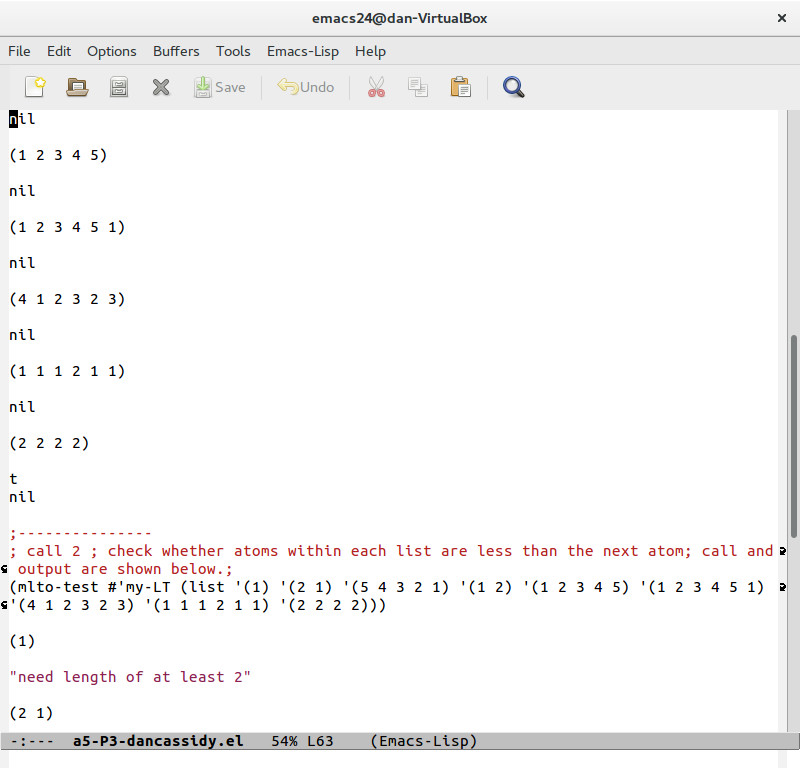 emacs24@dan-VirtualBox
File Edit Options Buffers Tools Emacs-Lisp Help
Save Undo
nil
(1 2 3 4 5)
nil
(1 2 3 4 5 1)
nil
(4 1 2 3 2 3)
nil
(1 1 1 2 1 1)
nil
(2 2 2 2)
t
nil
;---------------
; call 2 ; check whether atoms within each list are less than the next atom; call and
output are shown below.;
(mlto-test #'my-LT (list '(1) '(2 1) '(5 4 3 2 1) '(1 2) '(1 2 3 4 5) '(1 2 3 4 5 1)
'(4 1 2 3 2 3) '(1 1 1 2 1 1) '(2 2 2 2)))
(1)
"need length of at least 2"
(2 1)
-:--- a5-P3-dancassidy.el 54% L63 (Emacs-Lisp)